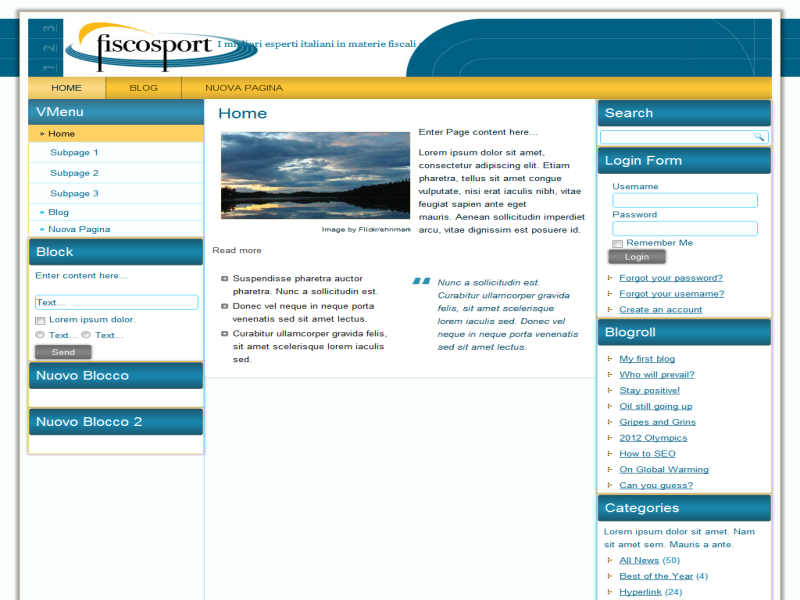 1 2 3
fiscosport
I migliori esperti italiani in materie fiscali
HOME
BLOG
NUOVA PAGINA
VMenu
» Home
Subpage 1
Subpage 2
Subpage 3
» Blog
» Nuova Pagina
Block
Enter content here...
Text...
Lorem ipsum dolor.
Text... Text...
Send
Nuovo Blocco
Nuovo Blocco 2
Home
Enter Page content here...
Lorem ipsum dolor sit amet,
consectetur adipiscing elit. Etiam
pharetra, tellus sit amet congue
vulputate, nisi erat iaculis nibh, vitae
feugiat sapien ante eget
mauris. Aenean sollicitudin imperdiet
arcu, vitae dignissim est posuere id.
Image by Flickr/ehnmark
Read more
Suspendisse pharetra auctor
pharetra. Nunc a sollicitudin est.
Donec vel neque in neque porta
venenatis sed sit amet lectus.
Curabitur ullamcorper gravida felis,
sit amet scelerisque lorem iaculis
sed.
Nunc a sollicitudin est.
Curabitur ullamcorper gravida
felis, sit amet scelerisque
lorem iaculis sed. Donec vel
neque in neque porta venenatis
sed sit amet lectus.
Search
Login Form
Username
Password
Remember Me
Login
Forgot your password?
Forgot your username?
Create an account
Blogroll
My first blog
Who will prevail?
Stay positive!
Oil still going up
Gripes and Grins
2012 Olympics
How to SEO
On Global Warming
Can you guess?
Categories
Lorem ipsum dolor sit amet. Nam
sit amet sem. Mauris a ante.
All News (50)
Best of the Year (4)
Hyperlink (24)